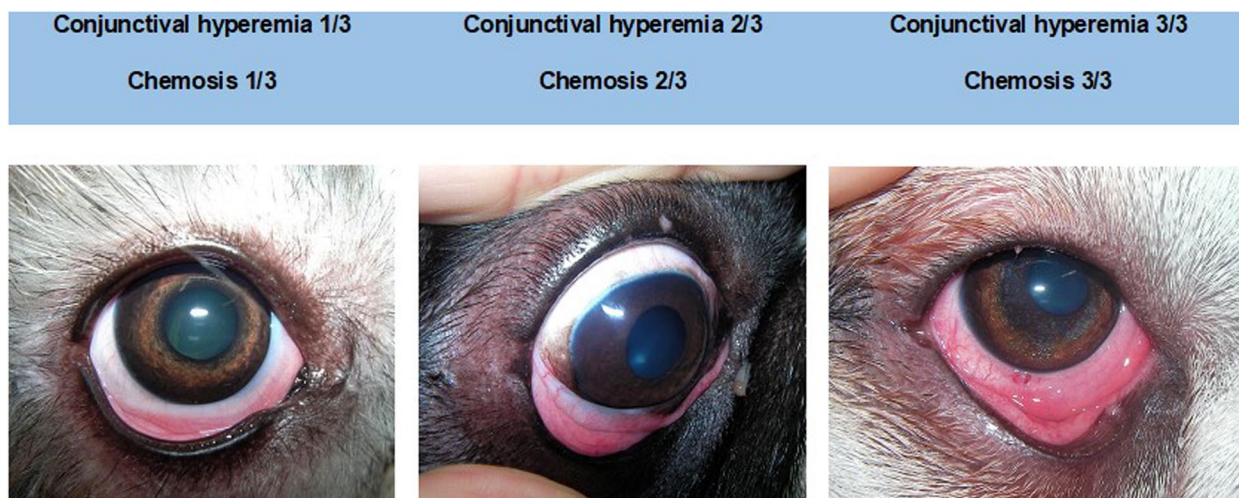 Conjunctival hyperemia 1/3
Chemosis 1/3
Conjunctival hyperemia 2/3
Chemosis 2/3
Conjunctival hyperemia 3/3
Chemosis 3/3